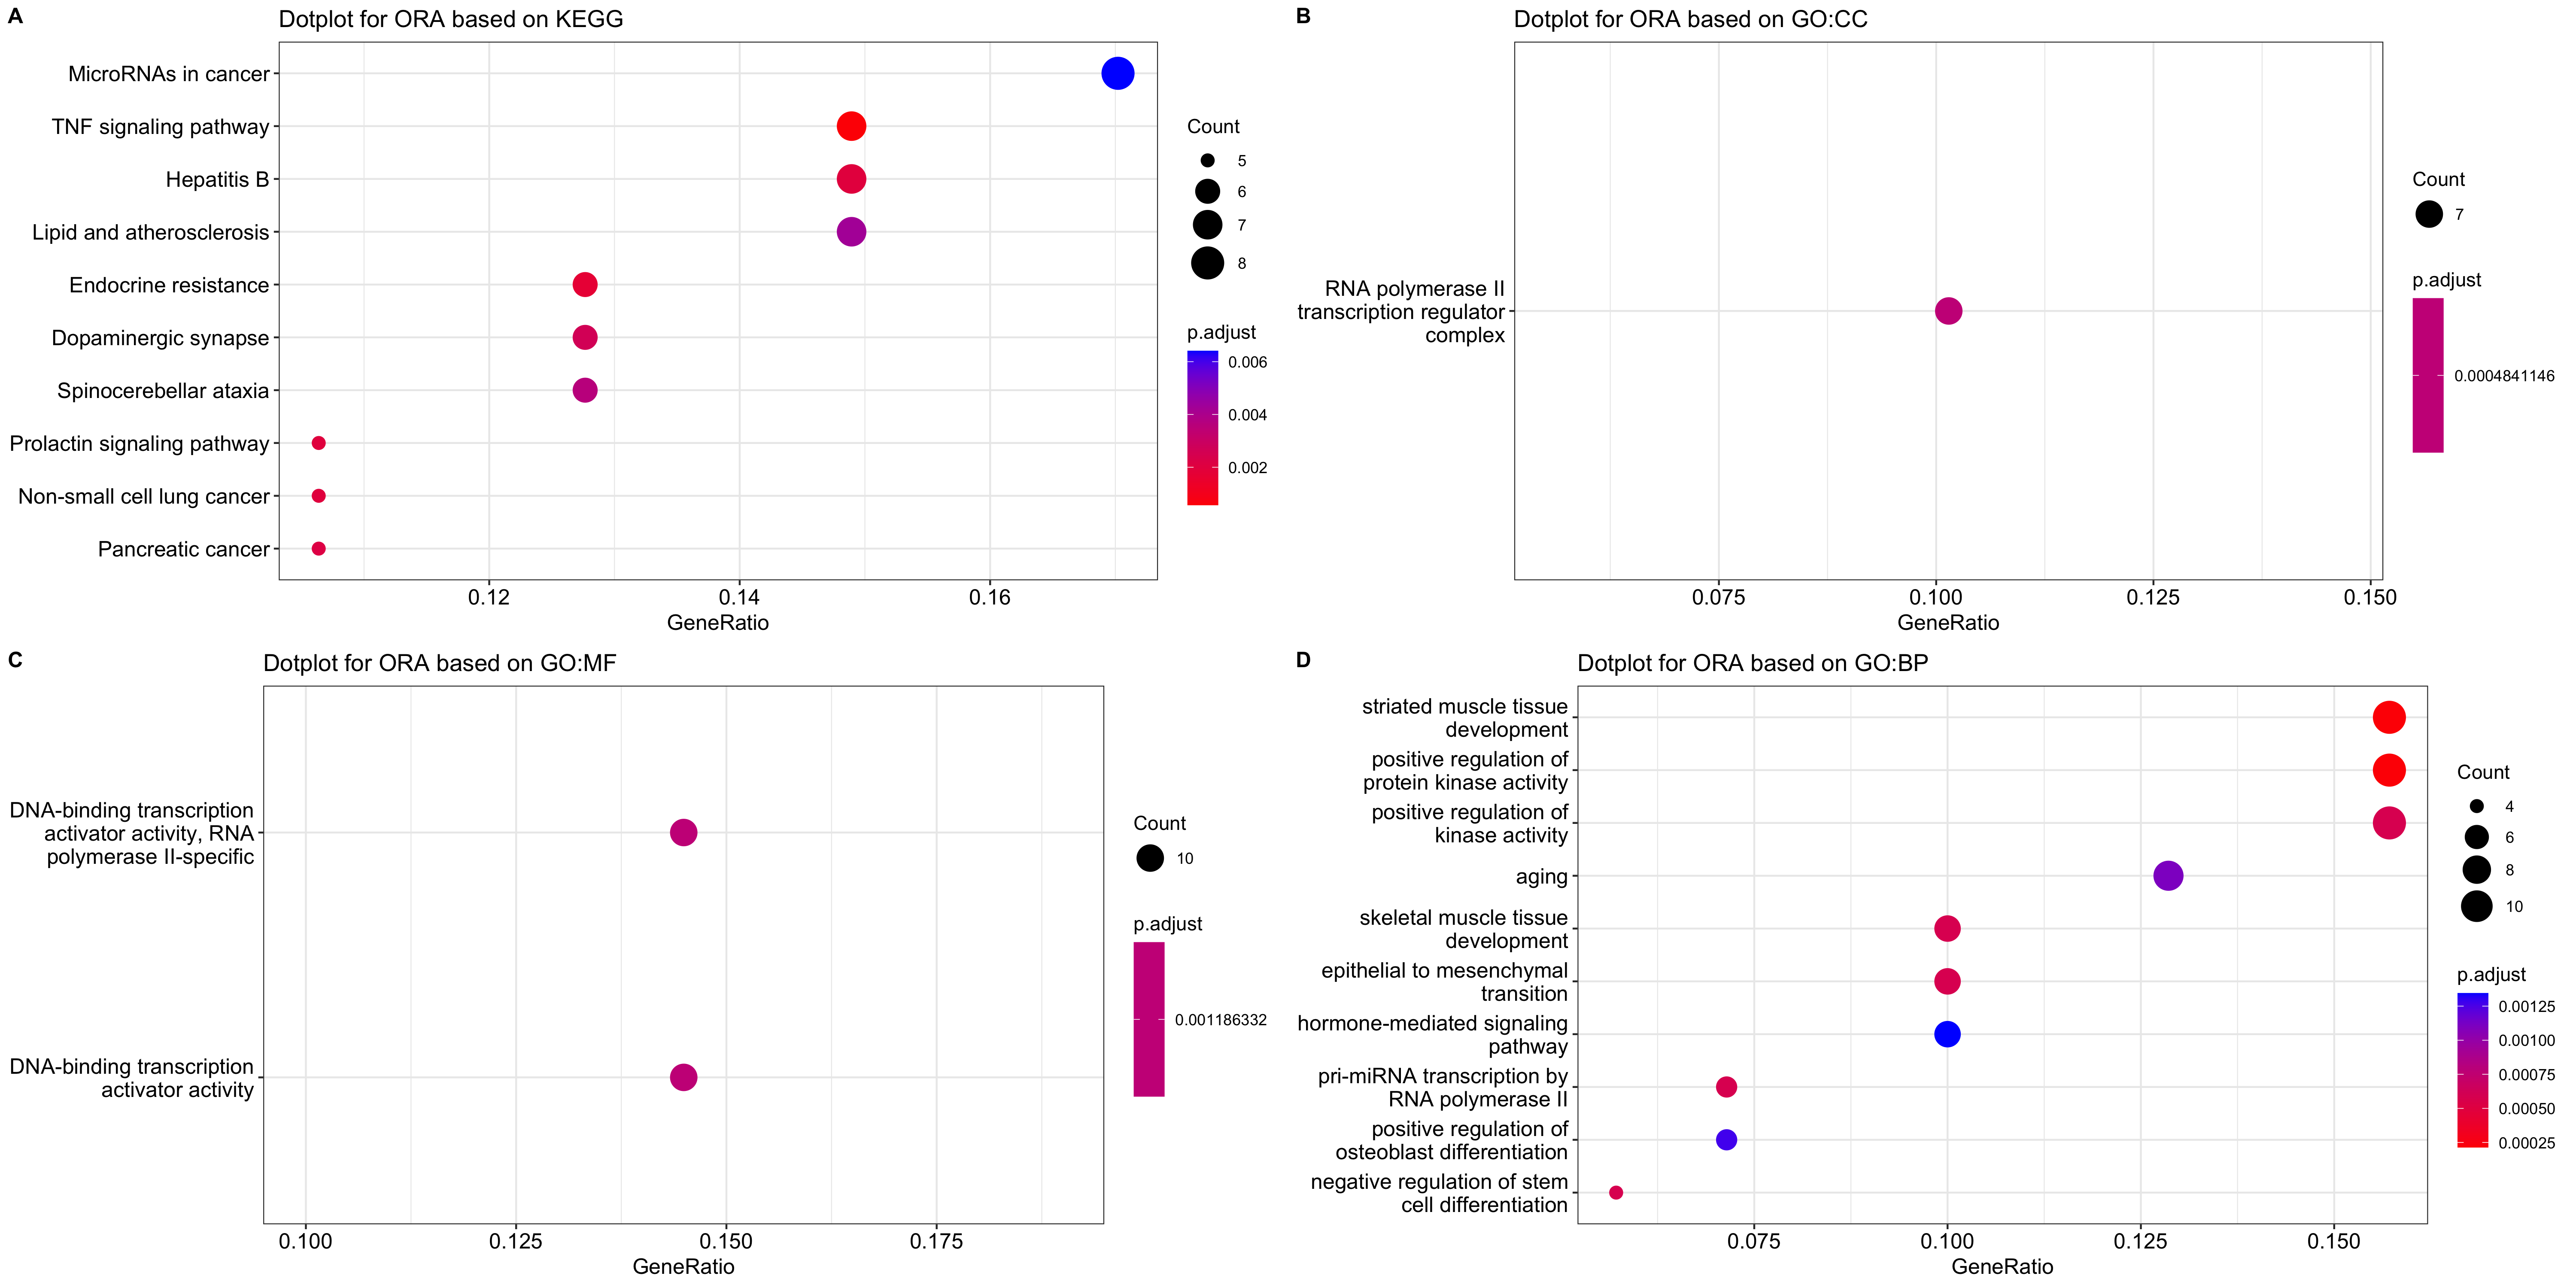 A
Dotplot for ORA based on KEGG
MicroRNAs in cancer
TNF signaling pathway
Hepatitis B
Lipid and atherosclerosis
Endocrine resistance
Dopaminergic synapse
Spinocerebellar ataxia
Prolactin signaling pathway
Non-small cell lung cancer
Pancreatic cancer
0.12
0.14
0.16
GeneRatio
Count
5
6
7
8
p.adjust
0.006
0.004
0.002
B
Dotplot for ORA based on GO:CC
RNA polymerase II
transcription regulator
complex
0.075
0.100
0.125
0.150
GeneRatio
Count
7
p.adjust
0.0004841146
C
Dotplot for ORA based on GO:MF
DNA-binding transcription
activator activity, RNA
polymerase II-specific
DNA-binding transcription
activator activity
0.100
0.125
0.150
0.175
GeneRatio
Count
10
p.adjust
0.001186332
D
Dotplot for ORA based on GO:BP
striated muscle tissue
development
positive regulation of
protein kinase activity
positive regulation of
kinase activity
aging
skeletal muscle tissue
development
epithelial to mesenchymal
transition
hormone-mediated signaling
pathway
pri-miRNA transcription by
RNA polymerase II
positive regulation of
osteoblast differentiation
negative regulation of stem
cell differentiation
0.075
0.100
0.125
0.150
GeneRatio
Count
4
6
8
10
p.adjust
0.00125
0.00100
0.00075
0.00050
0.00025